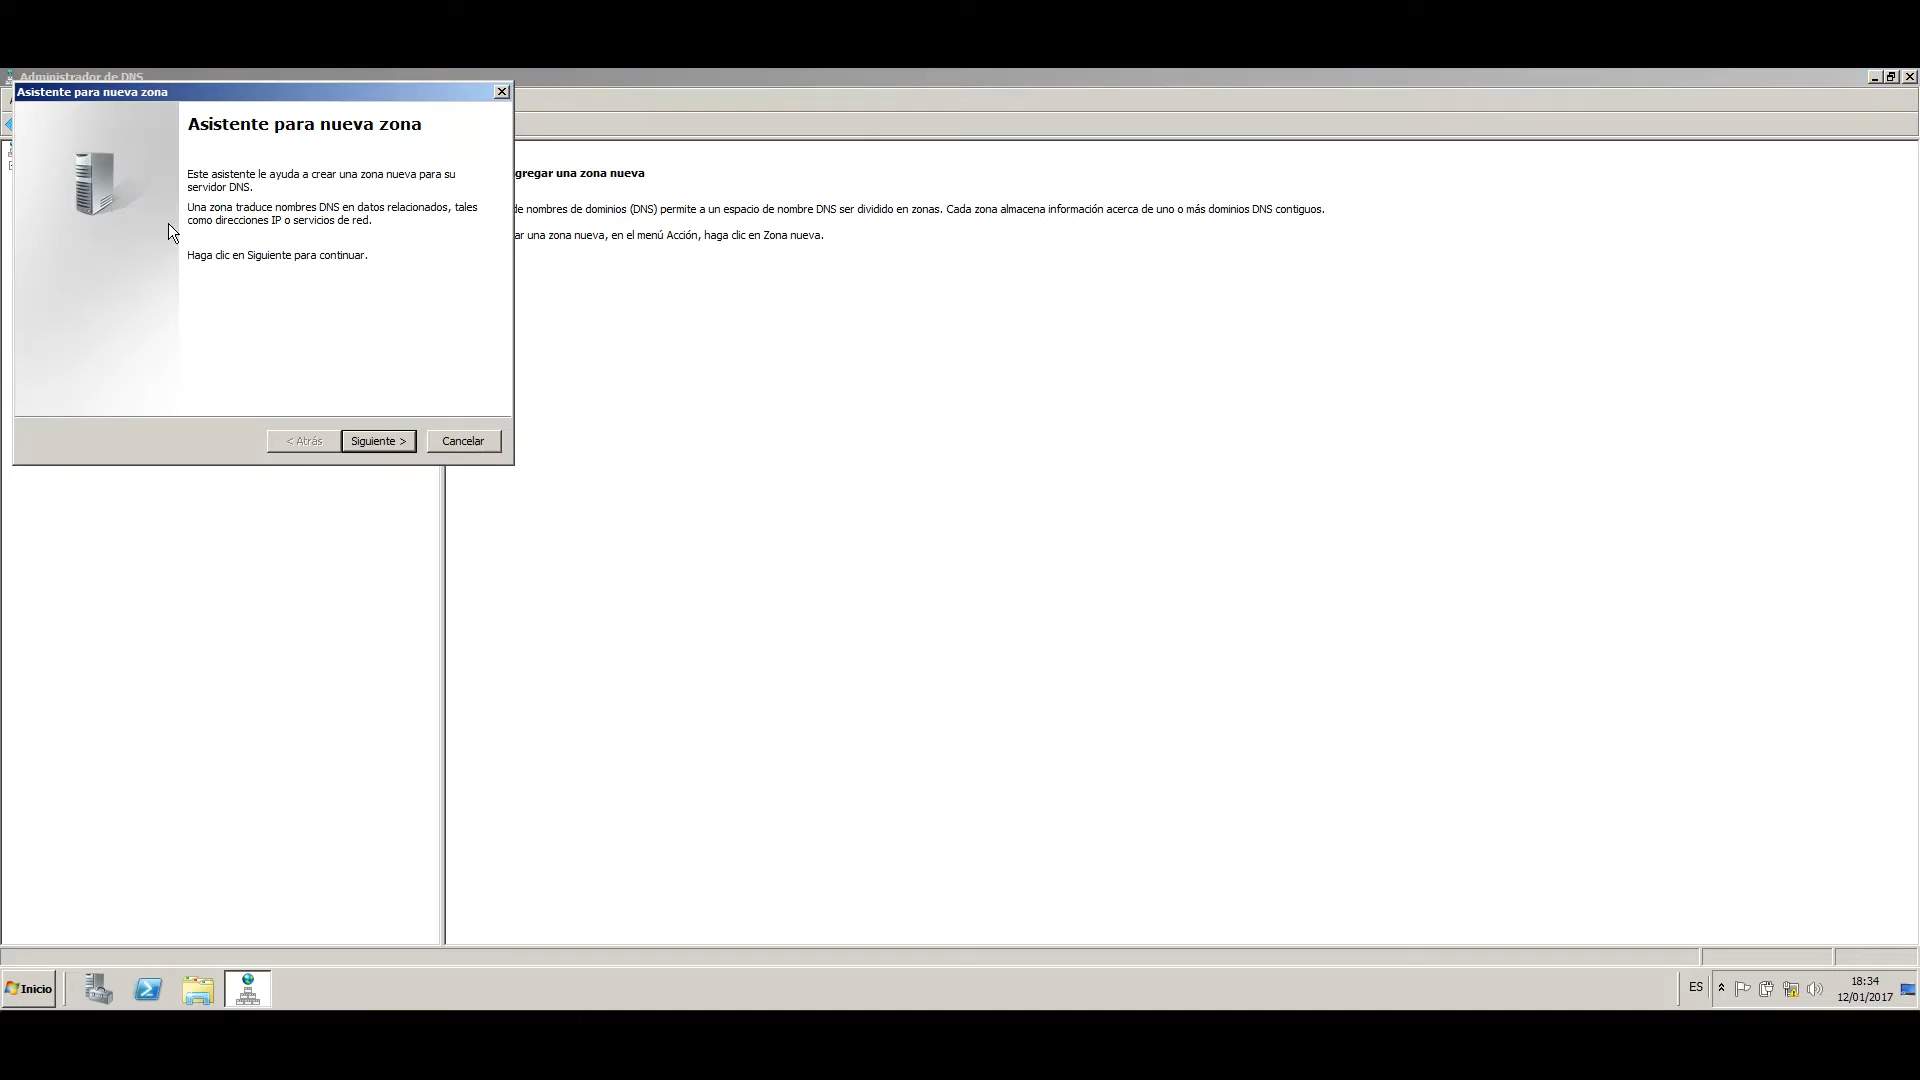 Administrador de DNS
Asistente para nueva zona
Asistente para nueva zona
Este asistente le ayuda a crear una zona nueva para su
servidor DNS.
Una zona traduce nombres DNS en datos relacionados, tales
como direcciones IP o servicios de red.
Haga clic en Siguiente para continuar.
< Atrás
Siguiente >
Cancelar
gregar una zona nueva
de nombres de dominios (DNS) permite a un espacio de nombre DNS ser dividido en zonas. Cada zona almacena información acerca de uno o más dominios DNS contiguos.
ar una zona nueva, en el menú Acción, haga clic en Zona nueva.
Inicio
ES
18:34
12/01/2017